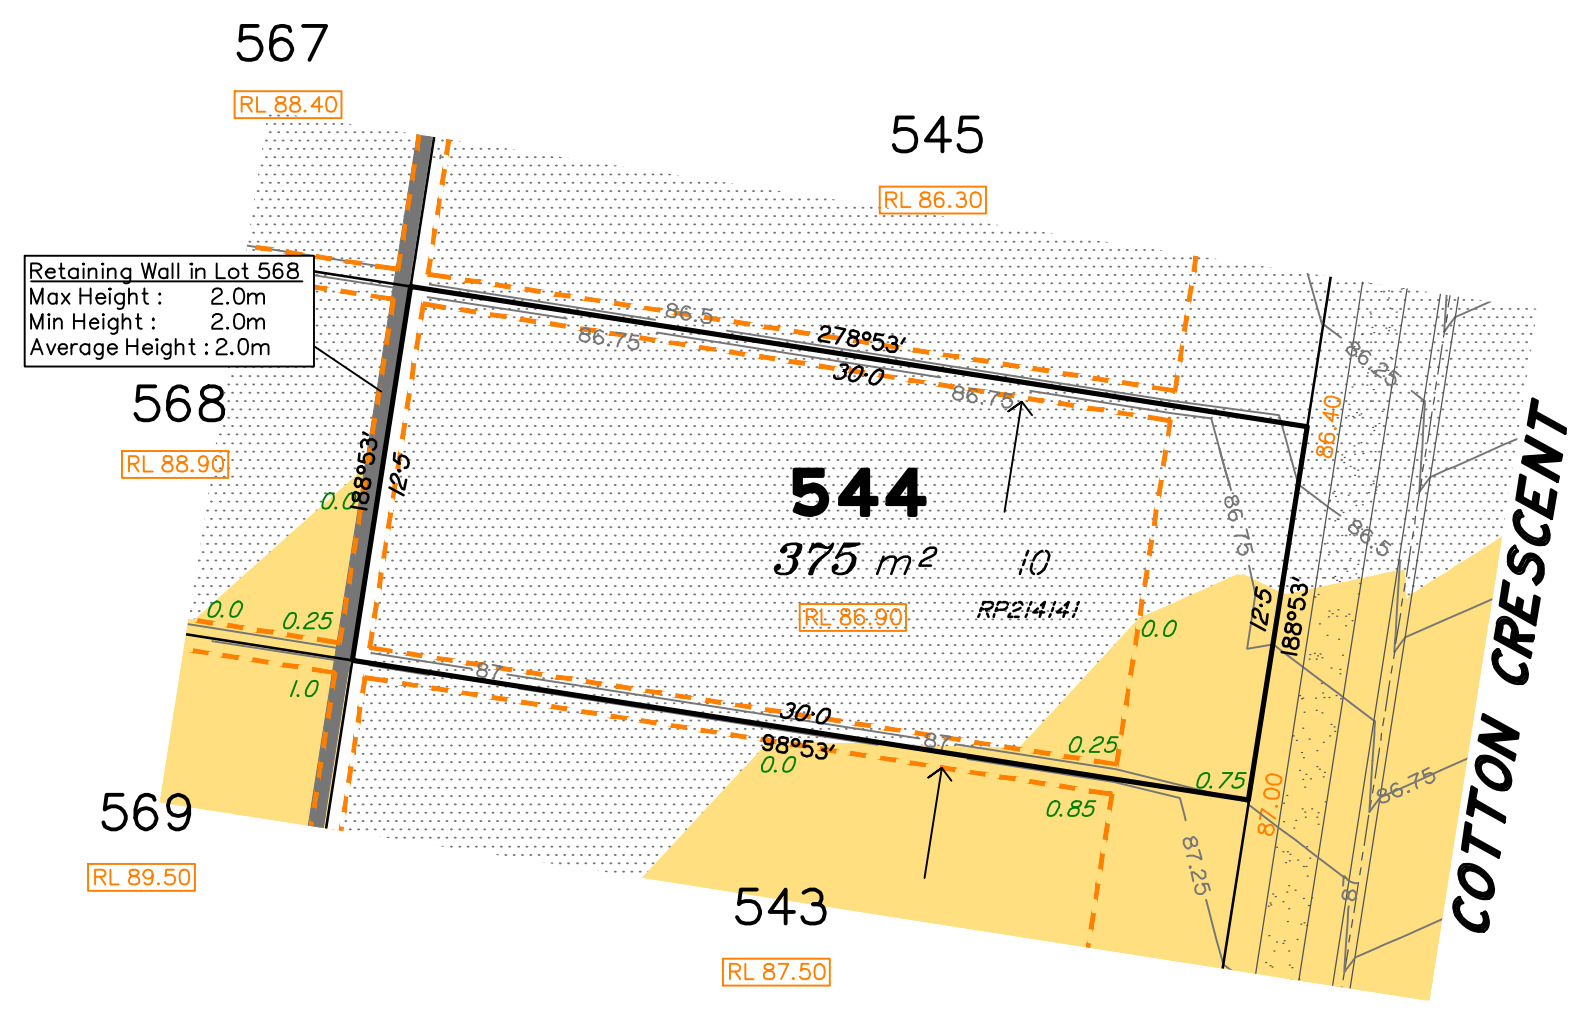 567
RL 88.40
545
RL 86.30
Retaining Wall in Lot 568
Max Height : 2.0m
Min Height : 2.0m
Average Height : 2.0m
86.5
86.75
278°53'
30·0
86.75
86.25
86.40
568
RL 88.90
188°53'
12·5
0.0
544
375 m²
10
RP214141
RL 86.90
86.75
86.5
COTTON CRESCENT
12·5
188°53'
0.0
0.0
0.25
1.0
87
30·0
98°53'
87
0.25
0.0
0.75
0.85
87.00
86.75
87.25
87
569
RL 89.50
543
RL 87.50